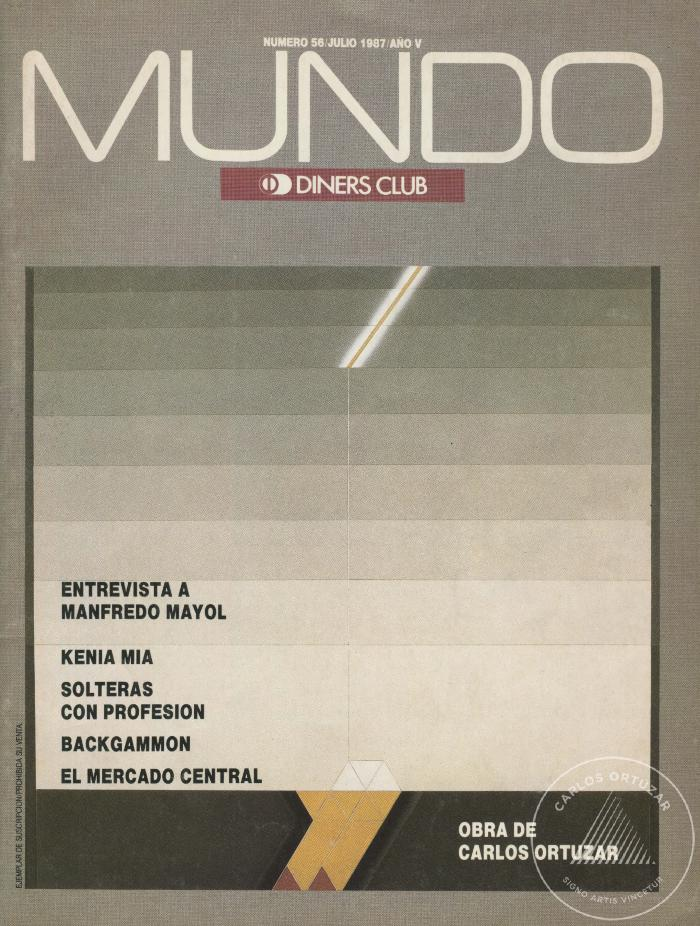 NUMERO 56/JULIO 1987/AÑO V
MUNDO
DINERS CLUB
ENTREVISTA A
MANFREDO MAYOL
KENIA MIA
SOLTERAS
CON PROFESION
BACKGAMMON
EL MERCADO CENTRAL
OBRA DE
CARLOS ORTUZAR
EJEMPLAR DE SUSCRIPCION/PROHIBIDA SU VENTA
CARLOS ORTUZAR
SIGNO ARTIS VINCETUR